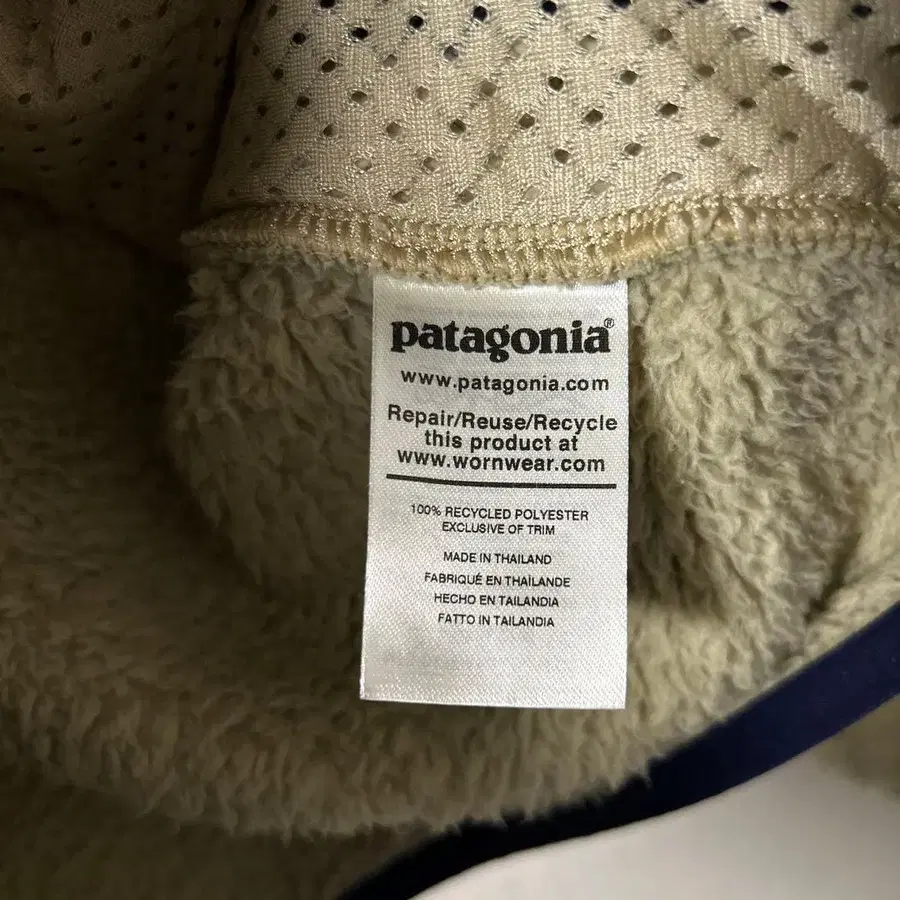 patagonia®
www.patagonia.com
Repair/Reuse/Recycle
this product at
www.wornwear.com
100% RECYCLED POLYESTER
EXCLUSIVE OF TRIM
MADE IN THAILAND
FABRIQUÉ EN THAÏLANDE
HECHO EN TAILANDIA
FATTO IN TAILANDIA